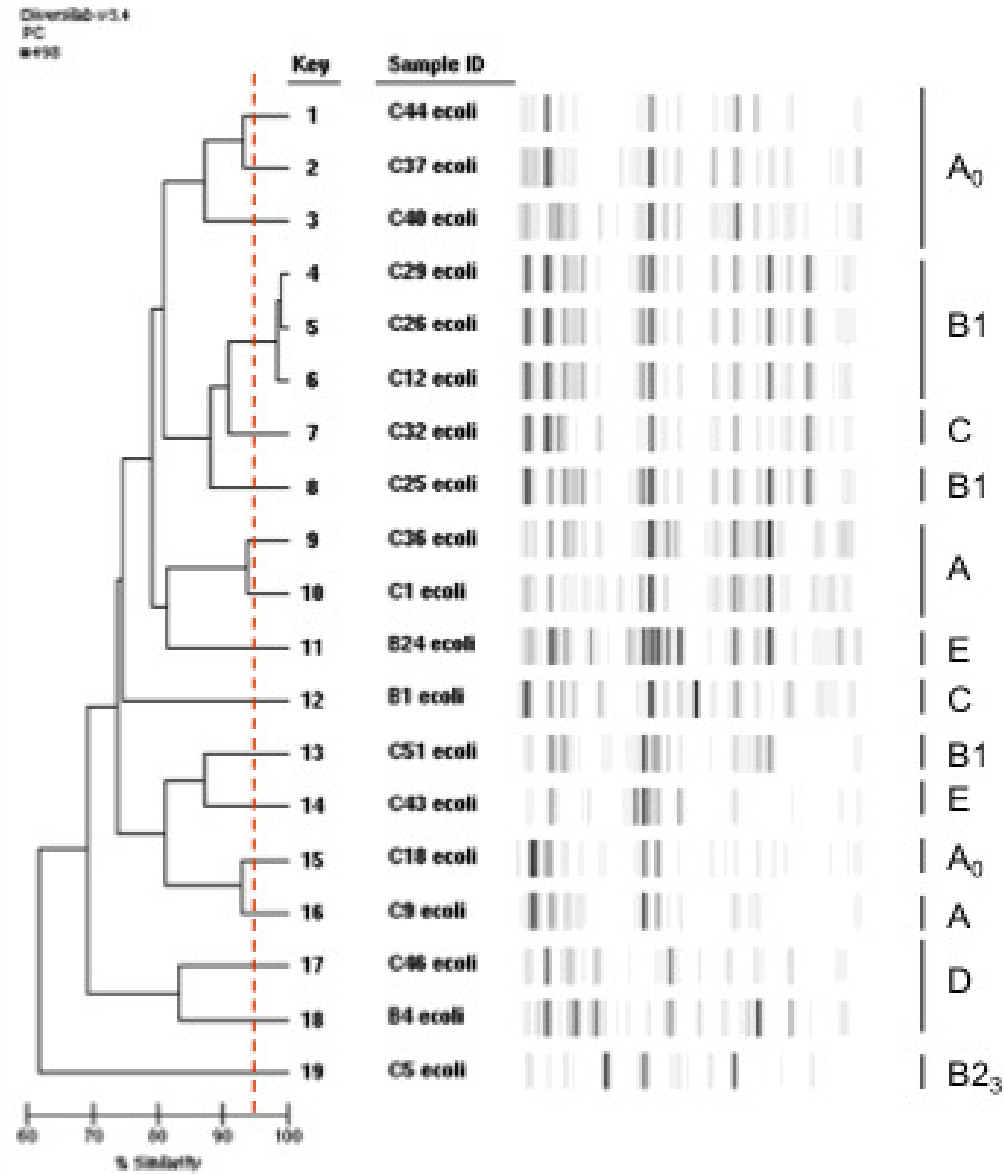 Diversilab v3.4
PC
Key Sample ID
1 C44 ecoli
2 C37 ecoli
A0
3 C40 ecoli
4 C29 ecoli
5 C26 ecoli
B1
6 C12 ecoli
7 C32 ecoli C
8 C25 ecoli B1
9 C36 ecoli
A
10 C1 ecoli
11 B24 ecoli E
12 B1 ecoli C
13 C51 ecoli B1
14 C43 ecoli E
15 C18 ecoli A0
16 C9 ecoli A
17 C46 ecoli
D
18 B4 ecoli
19 C5 ecoli B23
60 70 80 90 100
% Similarity